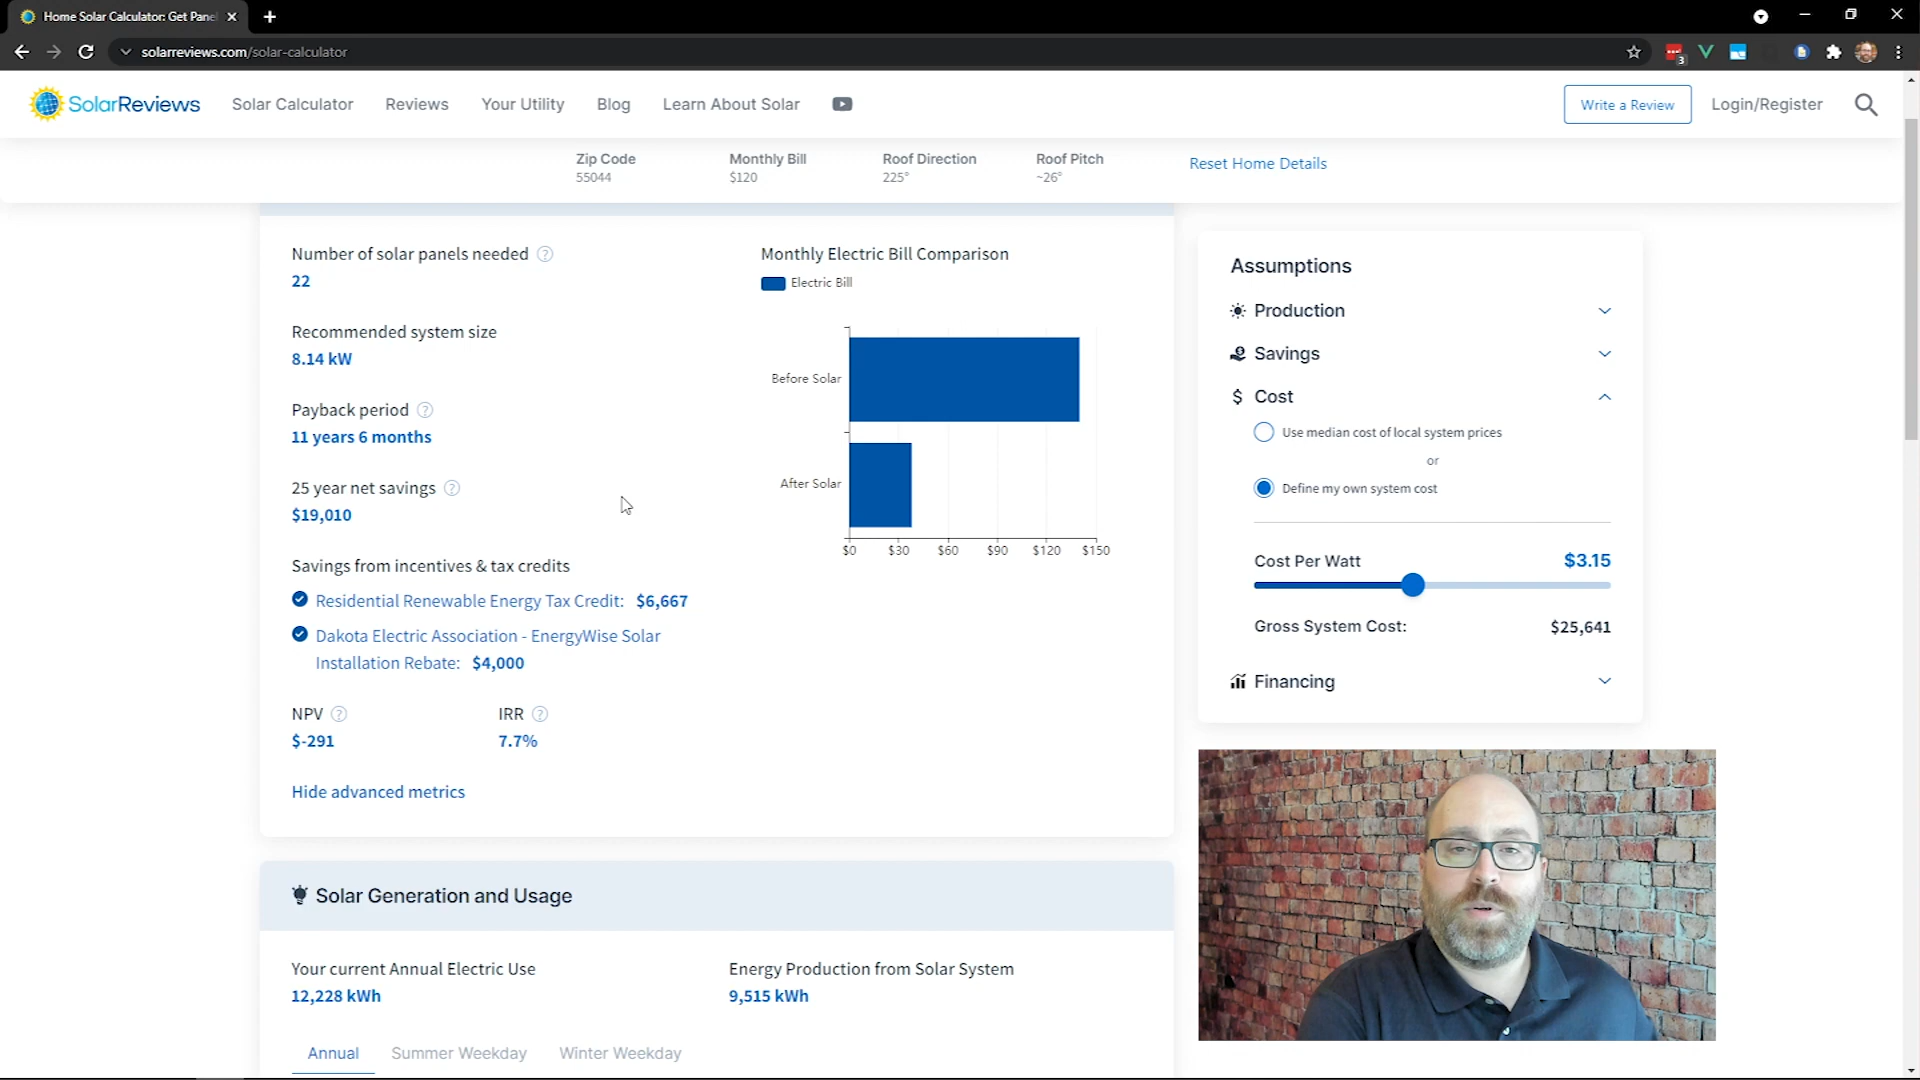 Home Solar Calculator: Get Pane
solarreviews.com/solar-calculator
3
SolarReviews
Solar Calculator
Reviews
Your Utility
Blog
Learn About Solar
Write a Review
Login/Register
Zip Code
55044
Monthly Bill
$120
Roof Direction
225°
Roof Pitch
~26°
Reset Home Details
Number of solar panels needed
22
Recommended system size
8.14 kW
Payback period
11 years 6 months
25 year net savings
$19,010
Savings from incentives & tax credits
Residential Renewable Energy Tax Credit: $6,667
Dakota Electric Association - EnergyWise Solar
Installation Rebate: $4,000
NPV
$-291
IRR
7.7%
Hide advanced metrics
Monthly Electric Bill Comparison
Electric Bill
Before Solar
After Solar
$0 $30 $60 $90 $120 $150
Assumptions
Production
Savings
$ Cost
Use median cost of local system prices
or
Define my own system cost
Cost Per Watt $3.15
Gross System Cost: $25,641
Financing
Solar Generation and Usage
Your current Annual Electric Use
12,228 kWh
Energy Production from Solar System
9,515 kWh
Annual
Summer Weekday
Winter Weekday